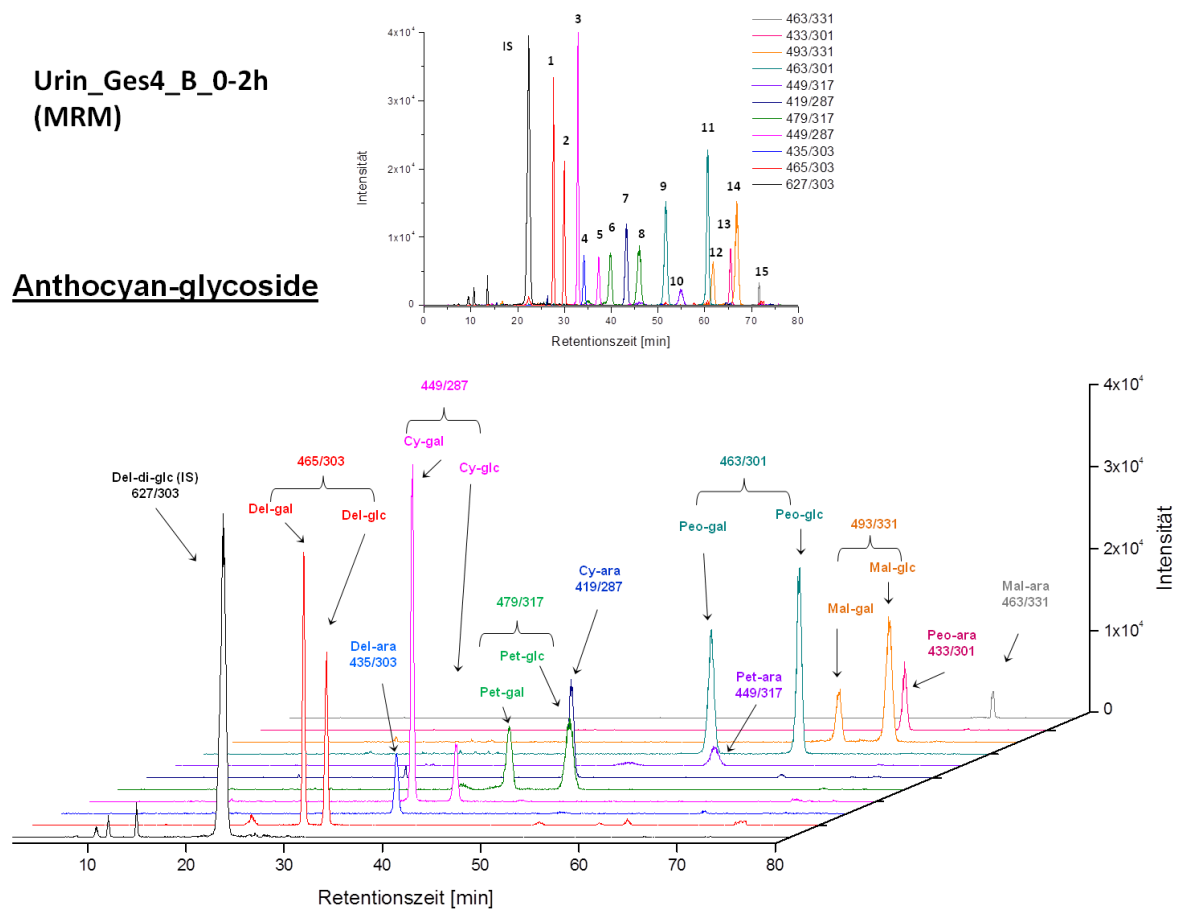 Urin_Ges4_B_0-2h
(MRM)
Anthocyan-glycoside
Intensität
4x10⁴
3x10⁴
2x10⁴
1x10⁴
0
IS
1
2
3
4
5
6
7
8
9
10
11
12
13
14
15
0 10 20 30 40 50 60 70 80
Retentionszeit [min]
463/331
433/301
493/331
463/301
449/317
419/287
479/317
449/287
435/303
465/303
627/303
Del-di-glc (IS)
627/303
465/303
Del-gal
Del-glc
449/287
Cy-gal
Cy-glc
Del-ara
435/303
479/317
Pet-glc
Pet-gal
Cy-ara
419/287
463/301
Peo-gal
Peo-glc
Pet-ara
449/317
493/331
Mal-glc
Mal-gal
Peo-ara
433/301
Mal-ara
463/331
4x10⁴
3x10⁴
2x10⁴
1x10⁴
0
Intensität
10 20 30 40 50 60 70 80
Retentionszeit [min]